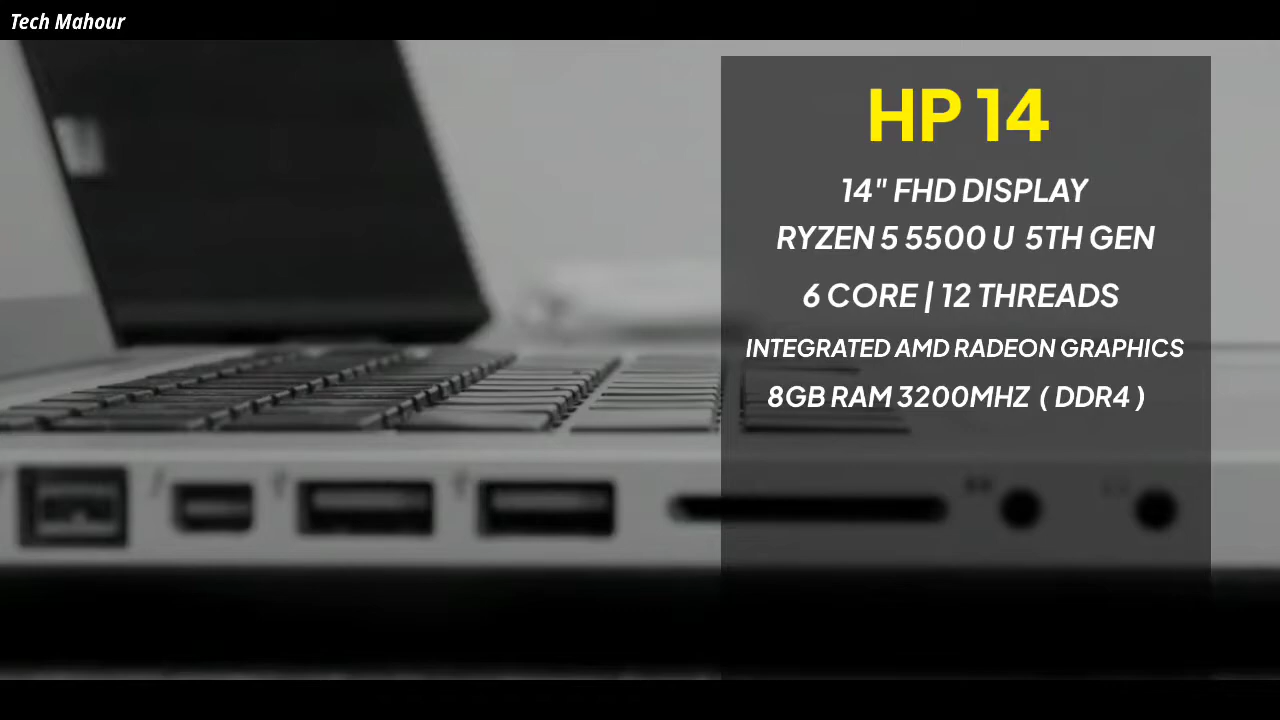 Tech Mahour
HP 14
14" FHD DISPLAY
RYZEN 5 5500 U 5TH GEN
6 CORE | 12 THREADS
INTEGRATED AMD RADEON GRAPHICS
8GB RAM 3200MHZ ( DDR4 )